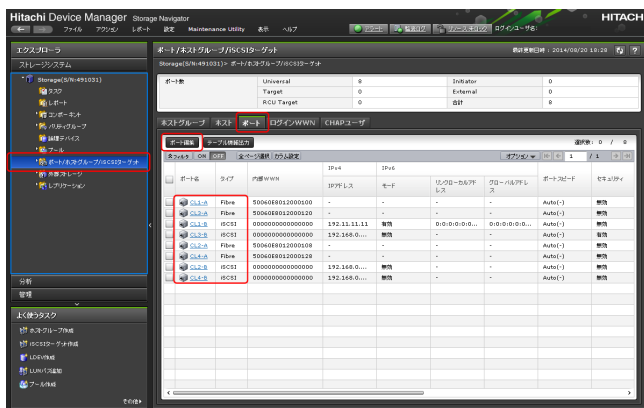 Hitachi Device Manager Storage Navigator
HITACHI
ファイル アクション レポート 設定 Maintenance Utility 表示 ヘルプ
ログインユーザ名:
エクスプローラ
ストレージシステム
Storage(S/N:491031)
タスク
レポート
コンポーネント
パリティグループ
論理デバイス
プール
ポート/ホストグループ/iSCSIターゲット
外部ストレージ
レプリケーション
分析
管理
よく使うタスク
ホストグループ作成
iSCSIターゲット作成
LDEV作成
LUNパス追加
プール作成
その他
ポート/ホストグループ/iSCSIターゲット
最終更新日時 : 2014/08/20 18:28
Storage(S/N:491031)> ポート/ホストグループ/iSCSIターゲット
ポート数 Universal 8 Initiator 0
Target 0 External 0
RCU Target 0 合計 8
ホストグループ ホスト ポート ログインWWN CHAPユーザ
ポート編集 テーブル情報出力 選択数: 0 / 8
フィルタ ON OFF 全ページ選択 カラム設定 オプション 1 / 1
ポート名 タイプ 内部WWN IPv4 IPv6 ポートスピード セキュリティ
IPアドレス モード リンクローカルアドレス グローバルアドレス
CL1-A Fibre 50060E8012000100 - - - - Auto(-) 無効
CL3-A Fibre 50060E8012000120 - - - - Auto(-) 無効
CL1-B iSCSI 0000000000000000 192.11.11.11 有効 0:0:0:0:0:0... 0:0:0:0:0:0... Auto(-) 無効
CL3-B iSCSI 0000000000000000 192.168.0.... 無効 - - Auto(-) 有効
CL2-A Fibre 50060E8012000108 - - - - Auto(-) 無効
CL4-A Fibre 50060E8012000128 - - - - Auto(-) 無効
CL2-B iSCSI 0000000000000000 192.168.0.... 無効 - - Auto(-) 無効
CL4-B iSCSI 0000000000000000 192.168.0.... 無効 - - Auto(-) 無効